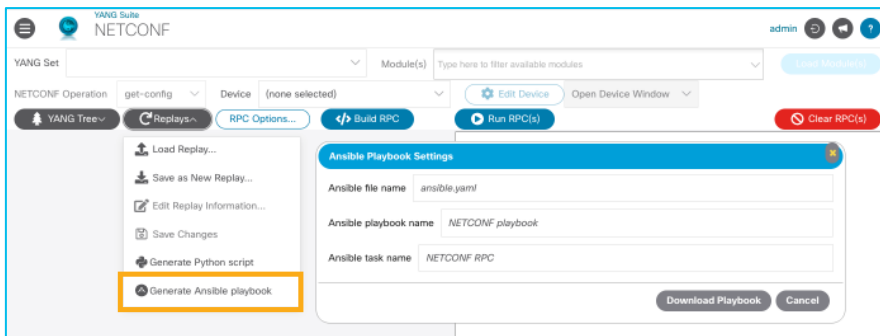 YANG Suite
NETCONF
admin
?
YANG Set
Module(s) Type here to filter available modules
Load Module(s)
NETCONF Operation get-config Device (none selected) Edit Device Open Device Window
YANG Tree Replays RPC Options... </> Build RPC Run RPC(s) Clear RPC(s)
Load Replay...
Save as New Replay...
Edit Replay Information...
Save Changes
Generate Python script
Generate Ansible playbook
Ansible Playbook Settings
Ansible file name ansible.yaml
Ansible playbook name NETCONF playbook
Ansible task name NETCONF RPC
Download Playbook Cancel